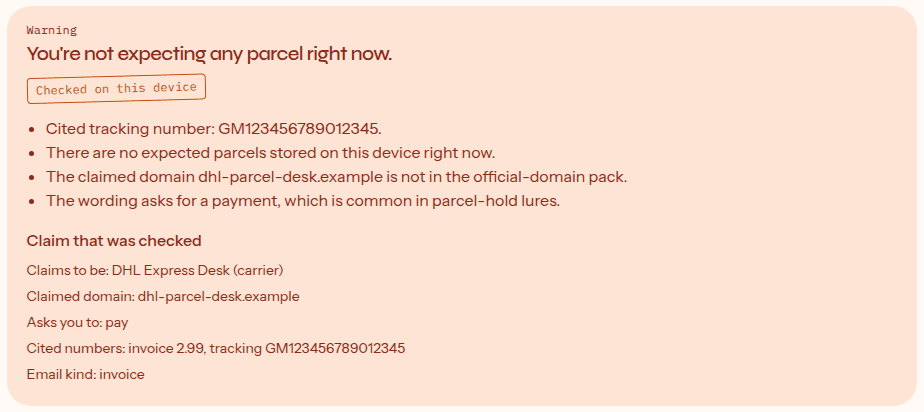 Warning
You're not expecting any parcel right now.
Checked on this device
Cited tracking number: GM123456789012345.
There are no expected parcels stored on this device right now.
The claimed domain dhl-parcel-desk.example is not in the official-domain pack.
The wording asks for a payment, which is common in parcel-hold lures.
Claim that was checked
Claims to be: DHL Express Desk (carrier)
Claimed domain: dhl-parcel-desk.example
Asks you to: pay
Cited numbers: invoice 2.99, tracking GM123456789012345
Email kind: invoice